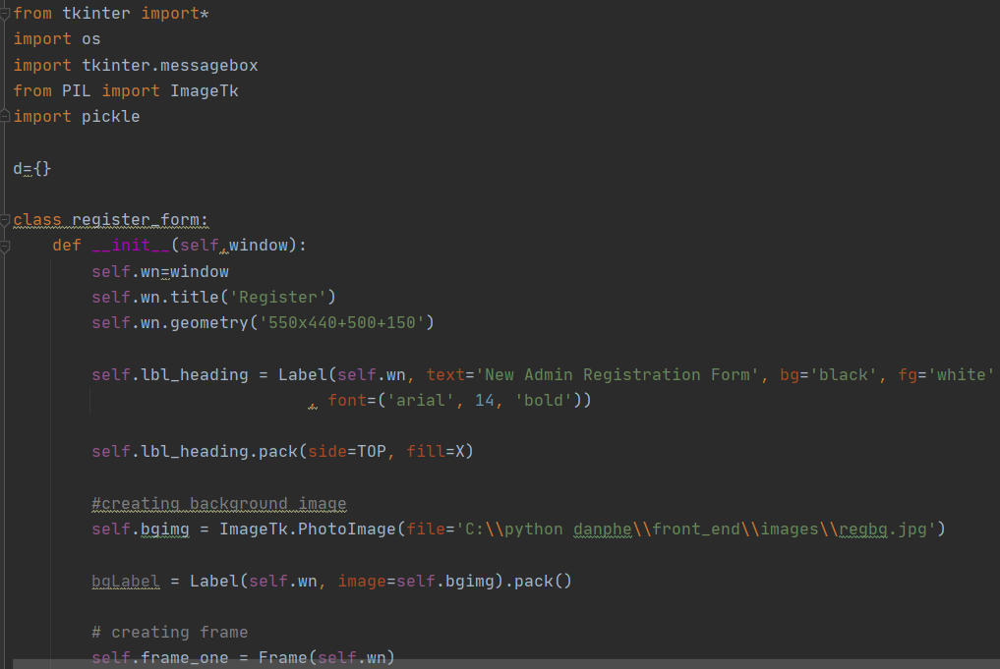 from tkinter import*
import os
import tkinter.messagebox
from PIL import ImageTk
import pickle
d={}
class register_form:
def __init__(self,window):
self.wn=window
self.wn.title('Register')
self.wn.geometry('550x440+500+150')
self.lbl_heading = Label(self.wn, text='New Admin Registration Form', bg='black', fg='white'
, font=('arial', 14, 'bold'))
self.lbl_heading.pack(side=TOP, fill=X)
#creating background image
self.bgimg = ImageTk.PhotoImage(file='C:\\python danphe\\front_end\\images\\regbg.jpg')
bgLabel = Label(self.wn, image=self.bgimg).pack()
# creating frame
self.frame_one = Frame(self.wn)